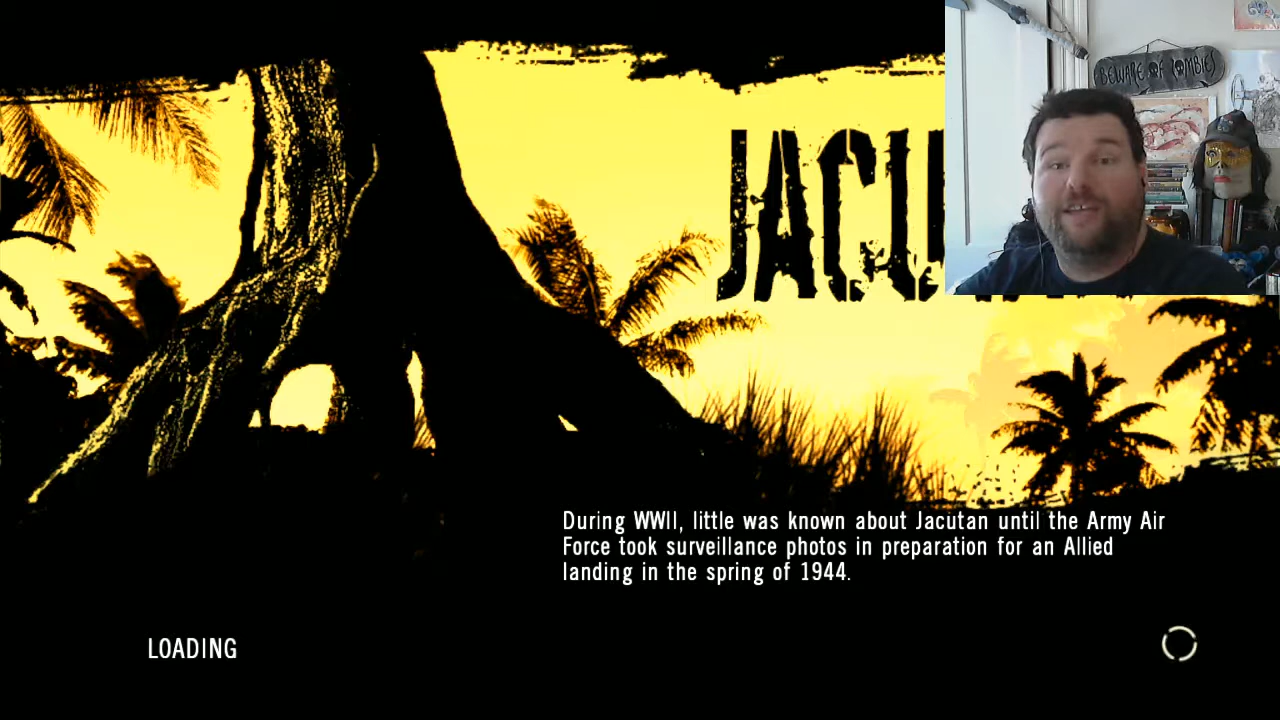 BEWARE OF ZOMBIES
During WWII, little was known about Jacutan until the Army Air
Force took surveillance photos in preparation for an Allied
landing in the spring of 1944.
LOADING